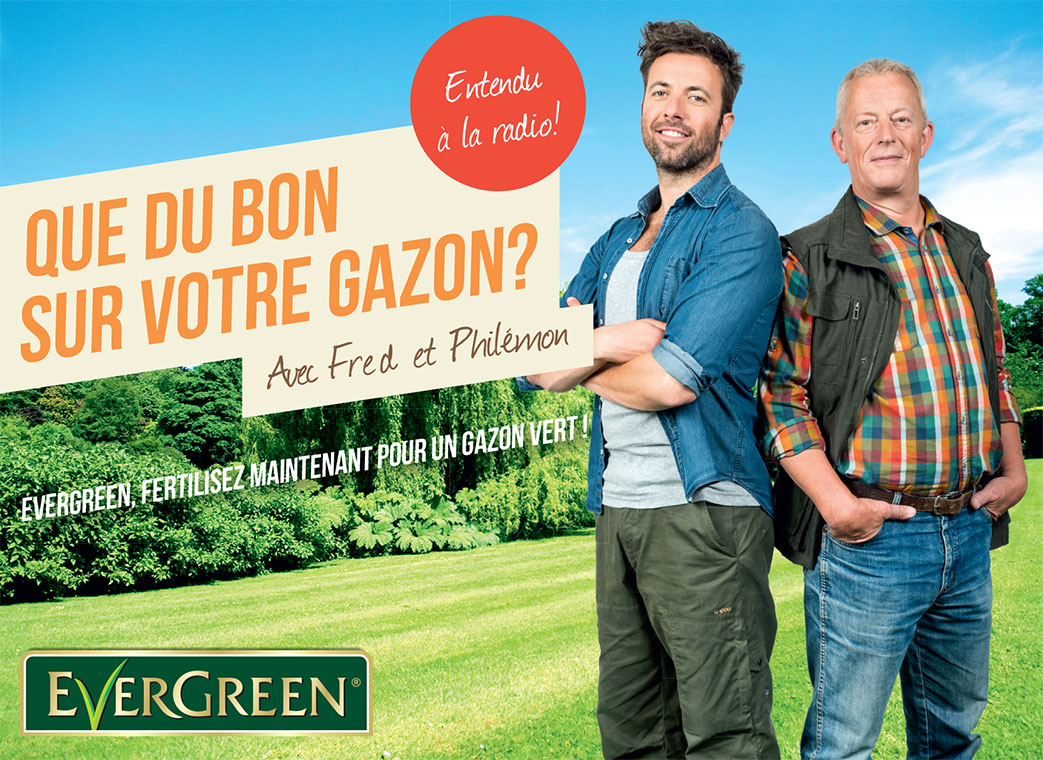 Entendu
à la radio!
QUE DU BON
SUR VOTRE GAZON?
Avec Fred et Philémon
EVERGREEN, FERTILISEZ MAINTENANT POUR UN GAZON VERT !
EVERGREEN®